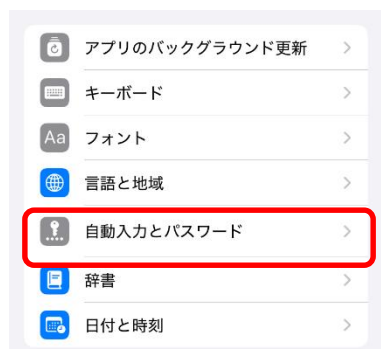 アプリのバックグラウンド更新
キーボード
Aa フォント
言語と地域
自動入力とパスワード
辞書
日付と時刻